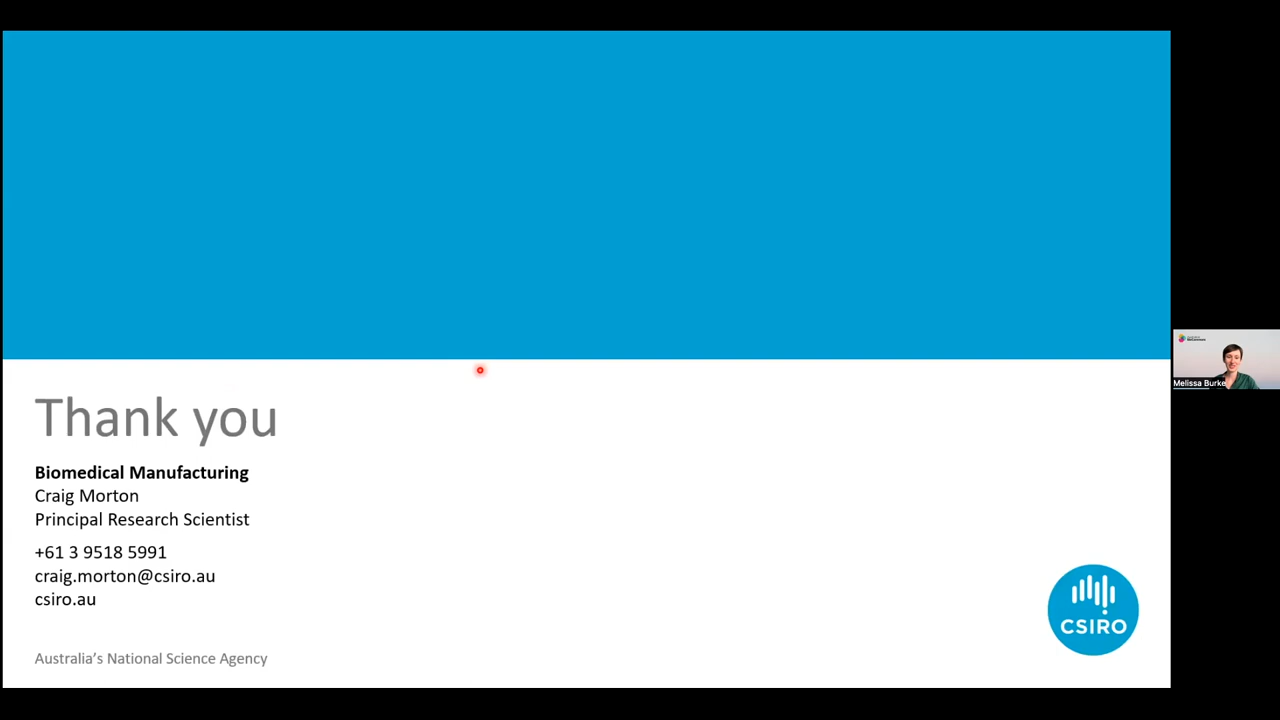 Thank you
Biomedical Manufacturing
Craig Morton
Principal Research Scientist
+61 3 9518 5991
craig.morton@csiro.au
csiro.au
Australia's National Science Agency
CSIRO
Melissa Burke